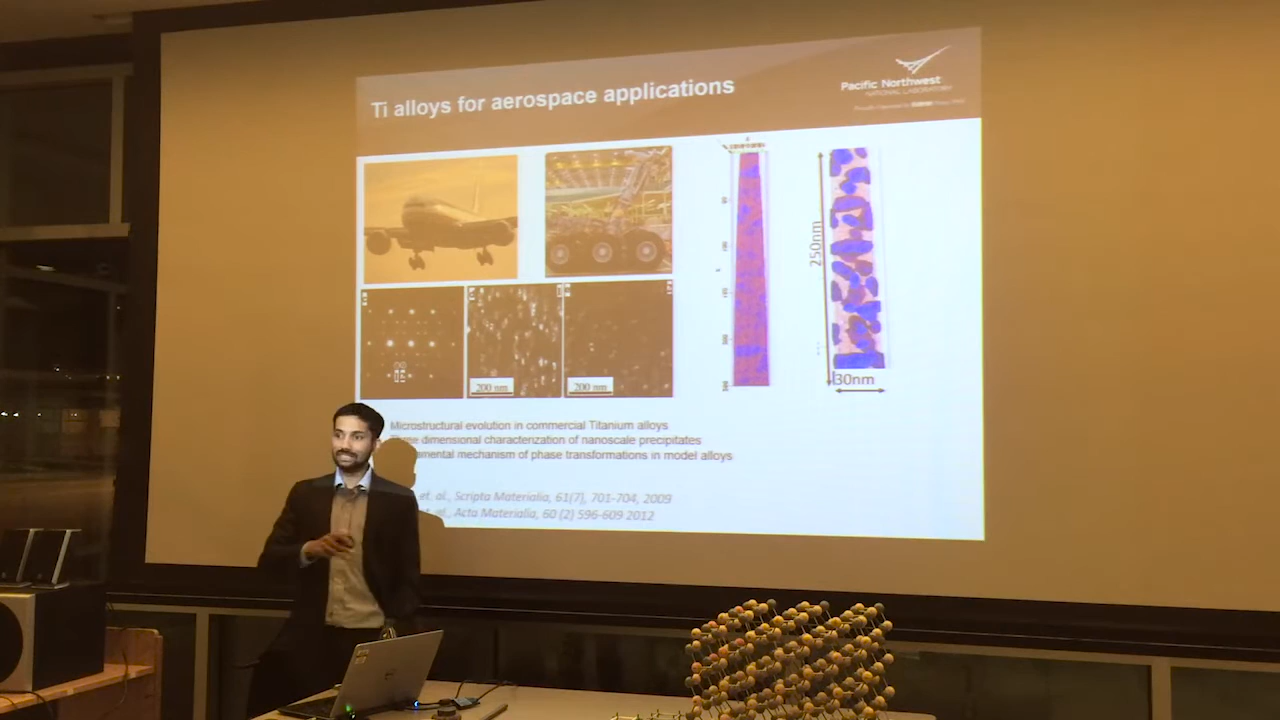 Ti alloys for aerospace applications
Pacific Northwest
NATIONAL LABORATORY
200 nm
200 nm
250nm
30nm
Microstructural evolution in commercial Titanium alloys
dimensional characterization of nanoscale precipitates
mechanism of phase transformations in model alloys
et. al., Scripta Materialia, 61(7), 701-704, 2009
al., Acta Materialia, 60 (2) 596-609 2012